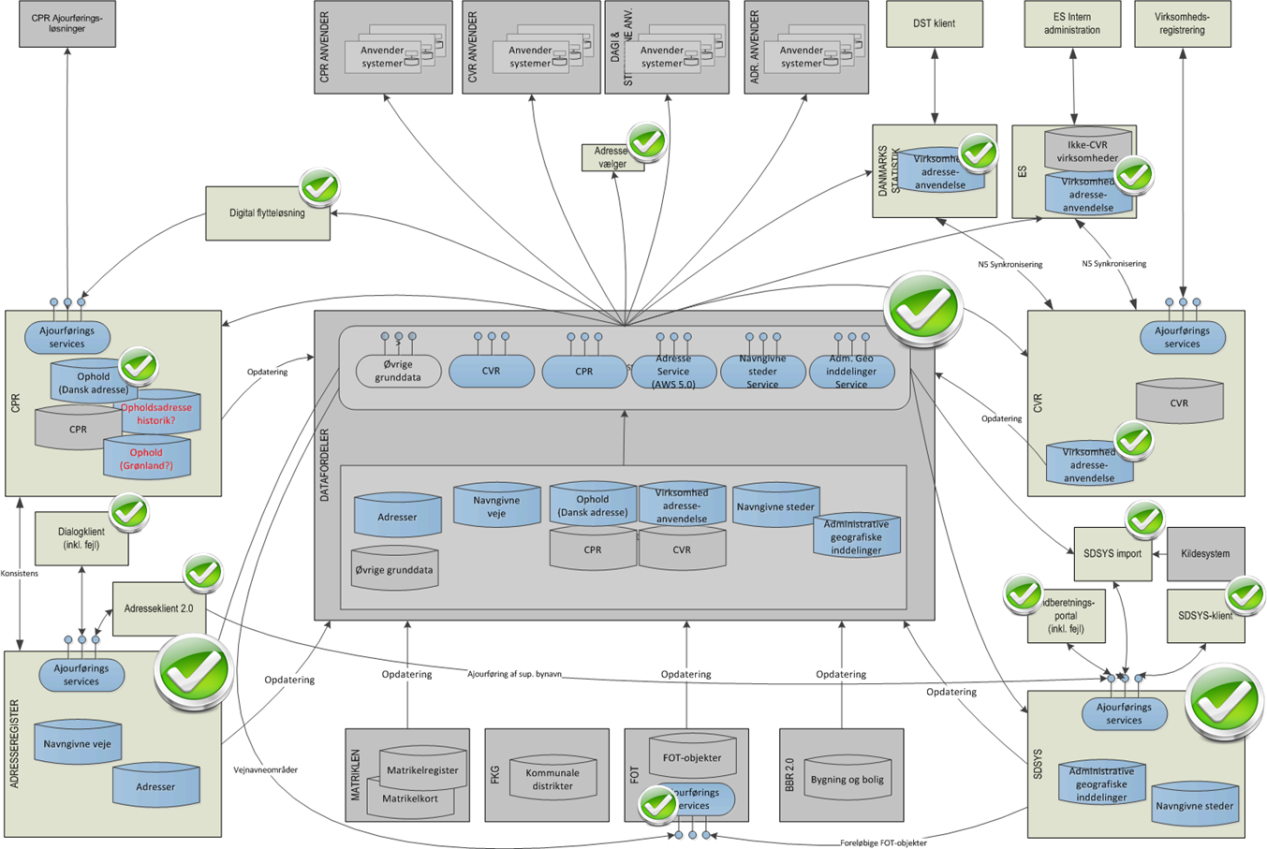 CPR Ajourførings-
løsninger
CPR ANVENDER
Anvender
systemer
CVR ANVENDER
Anvender
systemer
DAGI &
NE ANV.
Anvender
systemer
ADR. ANVENDER
Anvender
systemer
DST klient
ES Intern
administration
Virksomheds-
registrering
Adresse
vælger
DANMARKS
STATISTIK
Virksomhed
adresse-
anvendelse
ES
Ikke-CVR
virksomheder
Virksomhed
adresse-
anvendelse
Digital flytteløsning
NS Synkronisering
NS Synkronisering
CPR
Ajourførings
services
Ophold
(Dansk adresse)
Opholdsadresse
historik?
CPR
Ophold
(Grønland?)
Opdatering
DATAFORDELER
Øvrige
grunddata
CVR
CPR
Adresse
Service
(AWS 5.0)
Navngivne
steder
Service
Adm. Geo
inddelinger
Service
Adresser
Øvrige grunddata
Navngivne
veje
Ophold
(Dansk adresse)
CPR
Virksomhed
adresse-
anvendelse
CVR
Navngivne steder
Administrative
geografiske
inddelinger
Opdatering
CVR
Ajourførings
services
CVR
Virksomhed
adresse-
anvendelse
Konsistens
Dialogklient
(inkl. fejl)
Adresseklient 2.0
SDSYS import
Kildesystem
ndberetnings-
portal
(inkl. fejl)
SDSYS-klient
ADRESSEREGISTER
Ajourførings
services
Navngivne veje
Adresser
Opdatering
Opdatering
Ajourføring af sup. bynavn
Opdatering
Opdatering
Opdatering
Vejnavneområder
MATRIKLEN
Matrikelregister
Matrikelkort
FKG
Kommunale
distrikter
FOT
FOT-objekter
jourførings
services
BBR 2.0
Bygning og bolig
SDSYS
Ajourførings
services
Administrative
geografiske
inddelinger
Navngivne steder
Foreløbige FOT-objekter